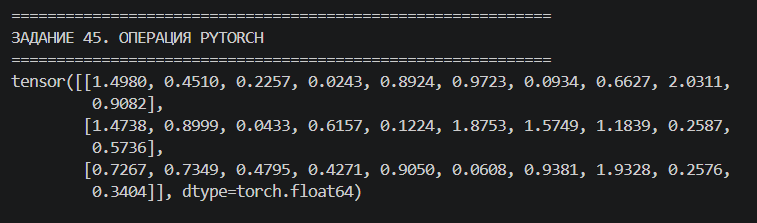 ============================================================
ЗАДАНИЕ 45. ОПЕРАЦИЯ PYTORCH
============================================================
tensor([[1.4980, 0.4510, 0.2257, 0.0243, 0.8924, 0.9723, 0.0934, 0.6627, 2.0311,
         0.9082],
        [1.4738, 0.8999, 0.0433, 0.6157, 0.1224, 1.8753, 1.5749, 1.1839, 0.2587,
         0.5736],
        [0.7267, 0.7349, 0.4795, 0.4271, 0.9050, 0.0608, 0.9381, 1.9328, 0.2576,
         0.3404]], dtype=torch.float64)